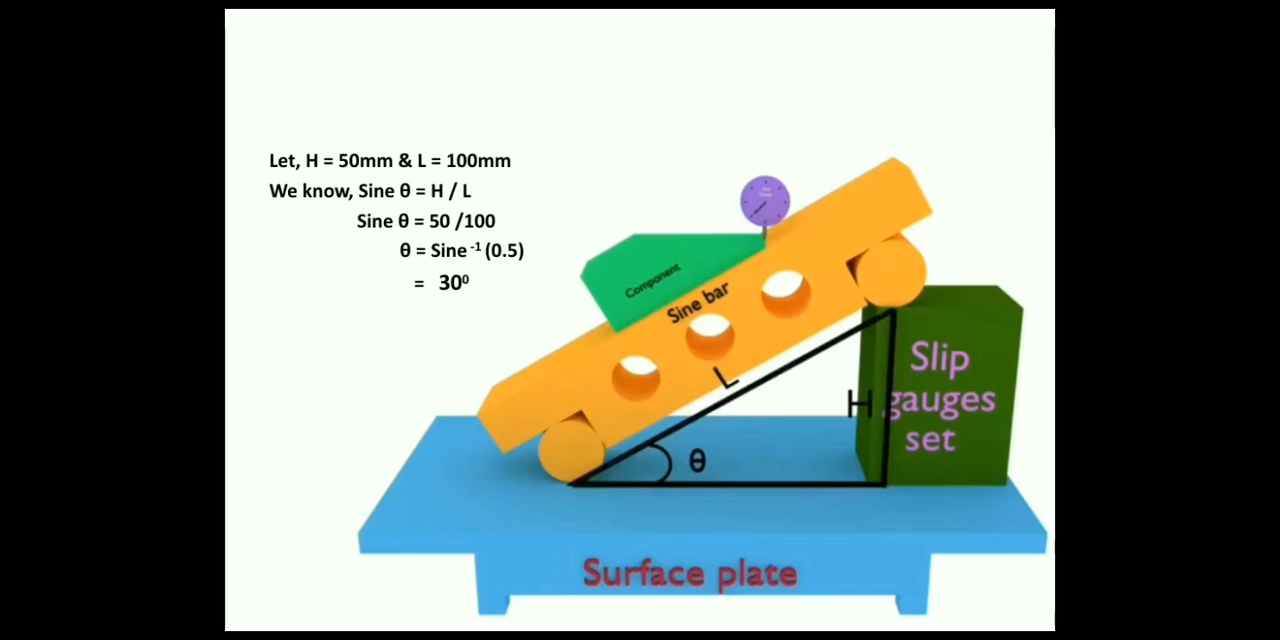 Let, H = 50mm & L = 100mm
We know, Sine θ = H / L
Sine θ = 50 /100
θ = Sine⁻¹ (0.5)
= 30⁰
Component
Sine bar
L
H
θ
Slip
gauges
set
Surface plate